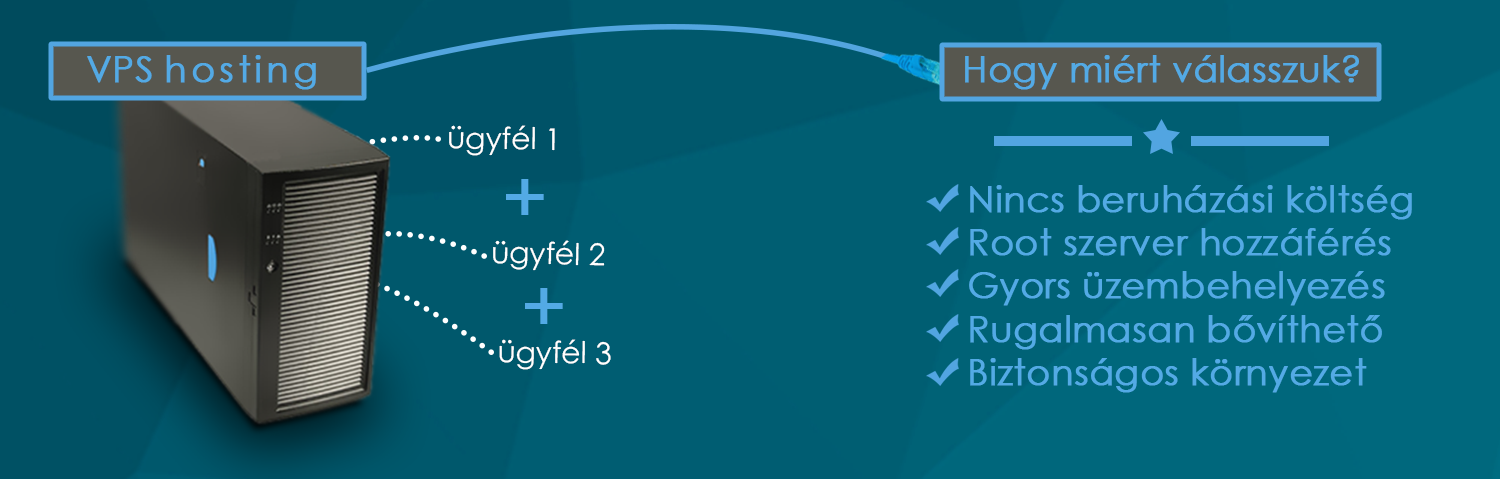 VPS hosting
ügyfél 1
+
ügyfél 2
+
ügyfél 3
Hogy miért válasszuk?
Nincs beruházási költség
Root szerver hozzáférés
Gyors üzembehelyezés
Rugalmasan bővíthető
Biztonságos környezet